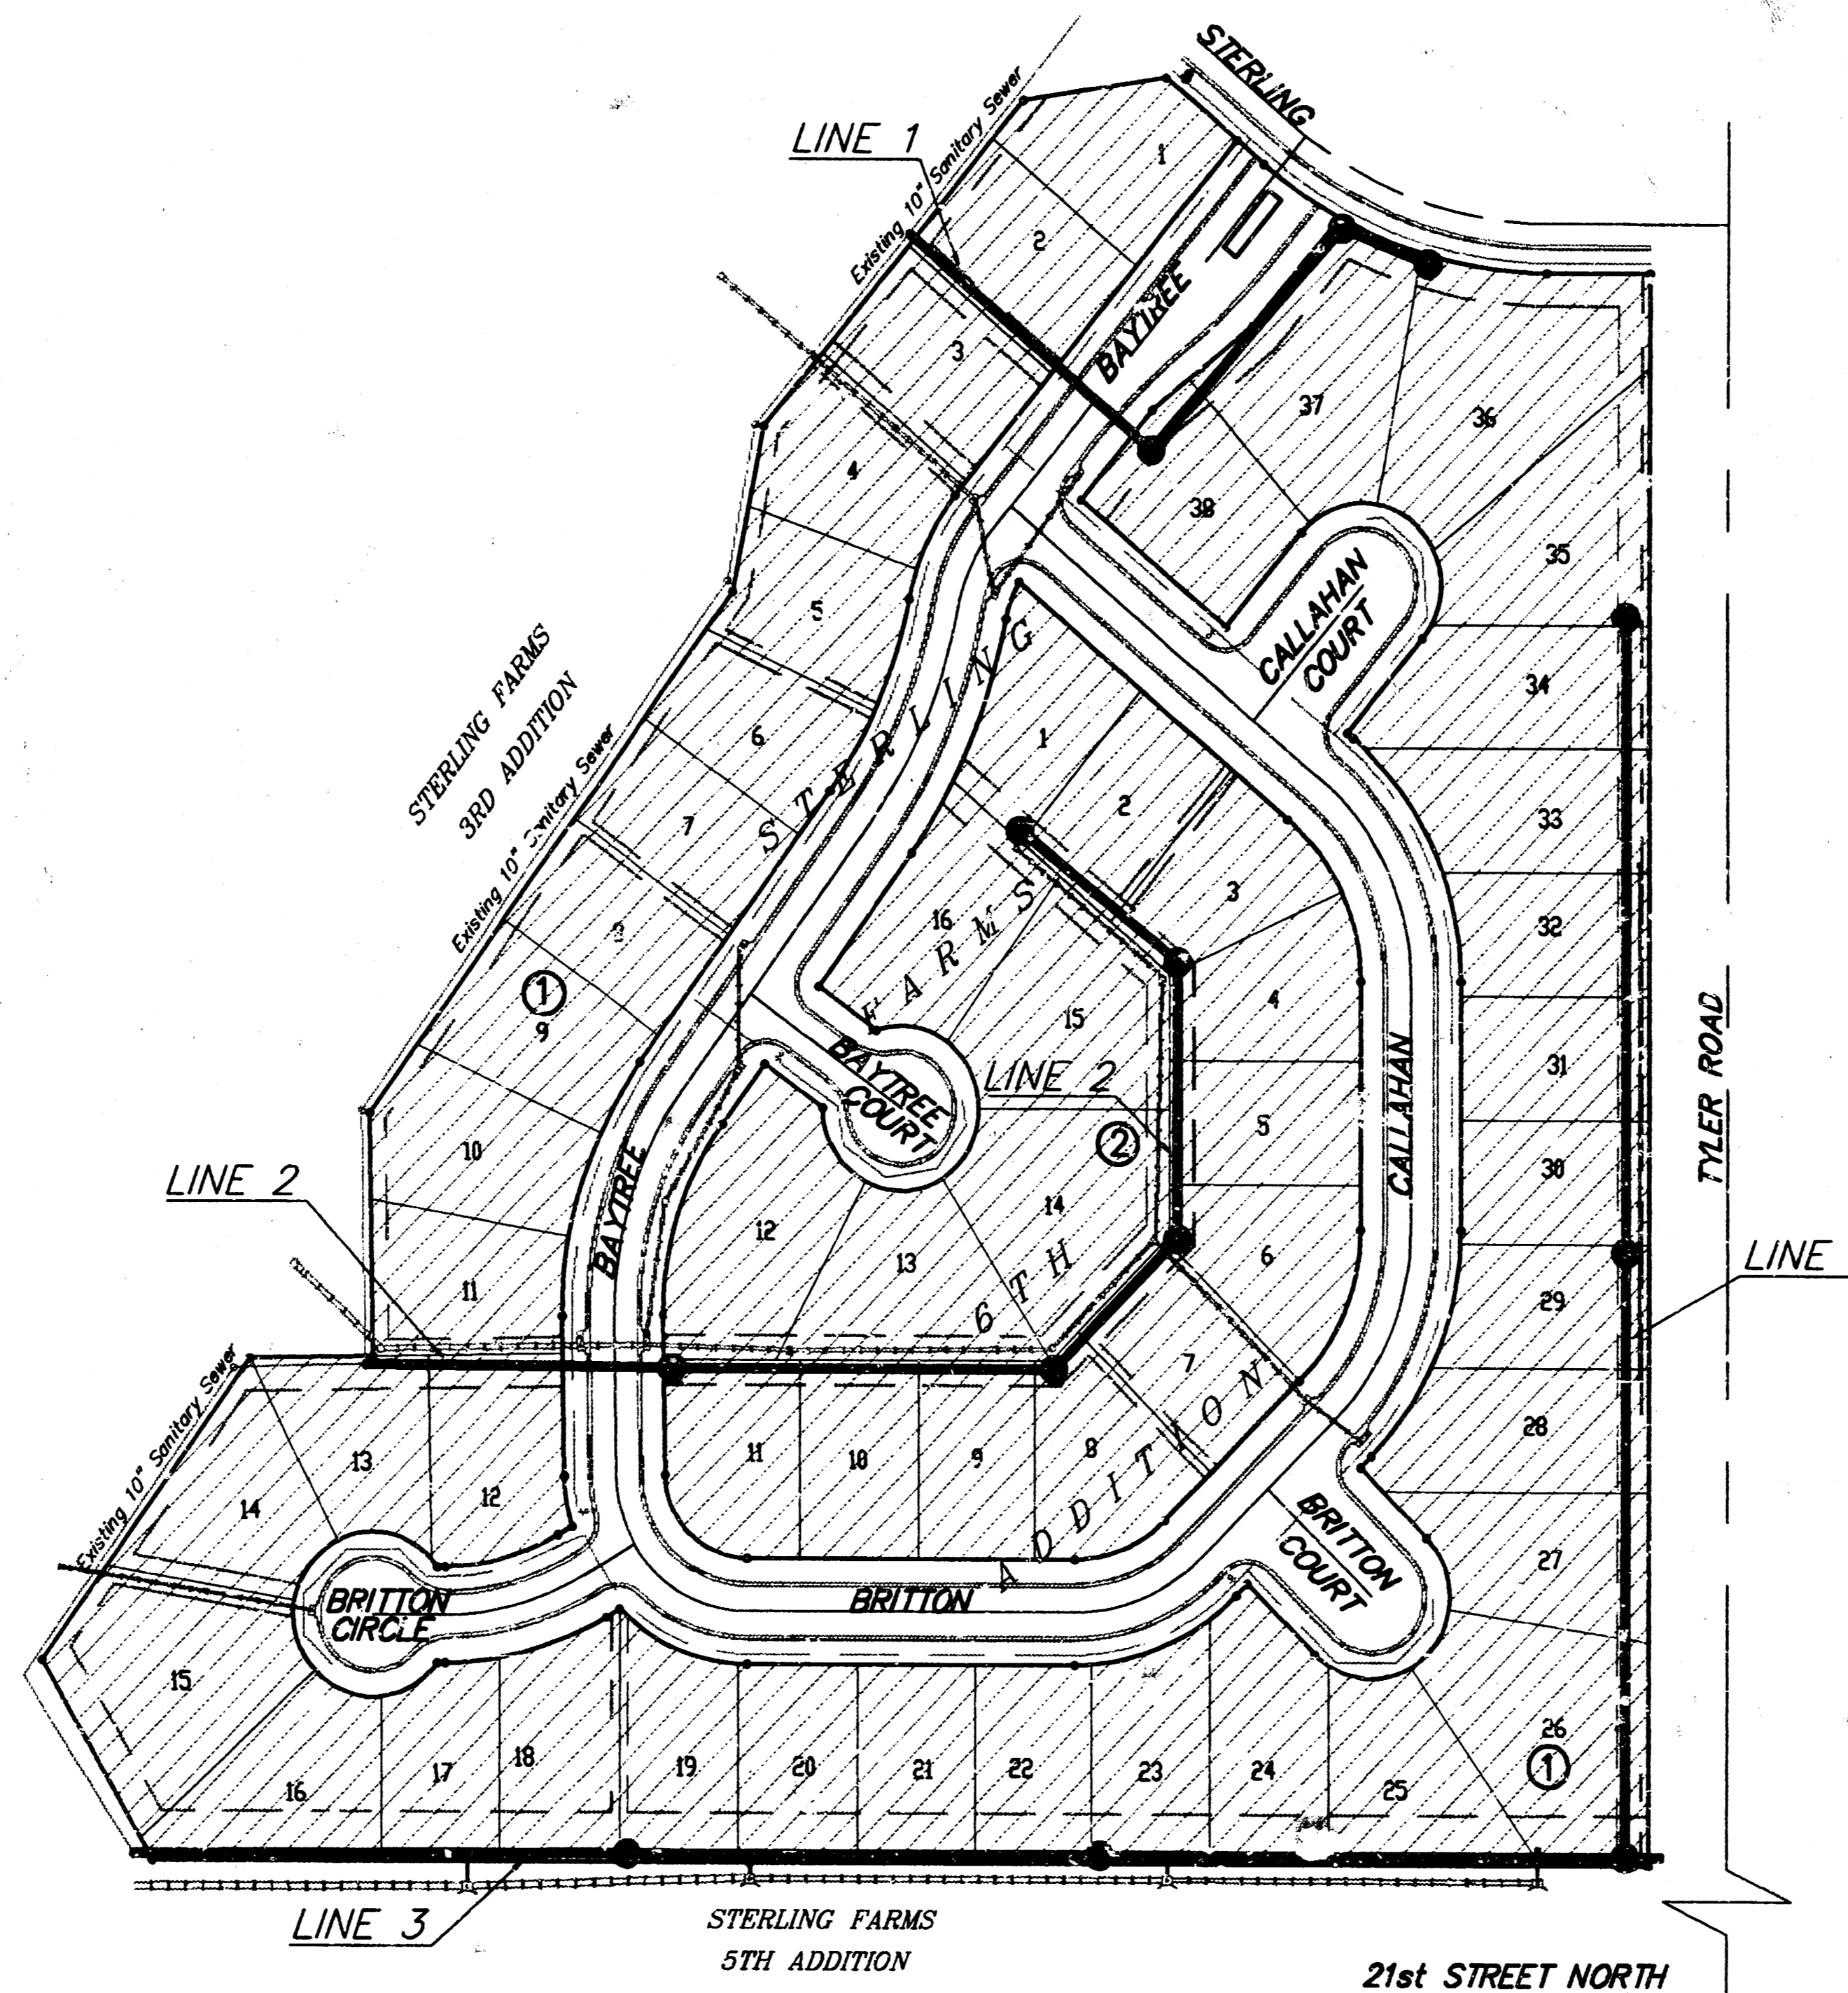 STERLING
LINE 1
Existing 10" Sanitary Sewer
1
2
BAYTREE
3
37
36
4
38
35
5
CALLAHAN
COURT
34
STERLING FARMS
3RD ADDITION
6
1
STERLING
2
33
7
Existing 10" Sanitary Sewer
3
32
16
FARMS
8
1
9
4
15
31
BAYTREE
COURT
LINE 2
2
5
CALLAHAN
TYLER ROAD
10
30
LINE 2
BAYTREE
12
14
13
6
LINE
11
6TH
29
7
Existing 10" Sanitary Sewer
13
14
12
11
10
9
8
ADDITION
28
BRITTON
COURT
27
BRITTON
CIRCLE
BRITTON
15
16
17
18
19
20
21
22
23
24
25
26
1
LINE 3
STERLING FARMS
5TH ADDITION
21st STREET NORTH